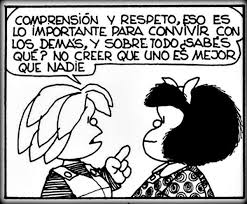 COMPRENSIÓN Y RESPETO, ESO ES
LO IMPORTANTE PARA CONVIVIR CON
LOS DEMÁS, Y SOBRE TODO ¿SABÉS
QUÉ? NO CREER QUE UNO ES MEJOR
QUE NADIE